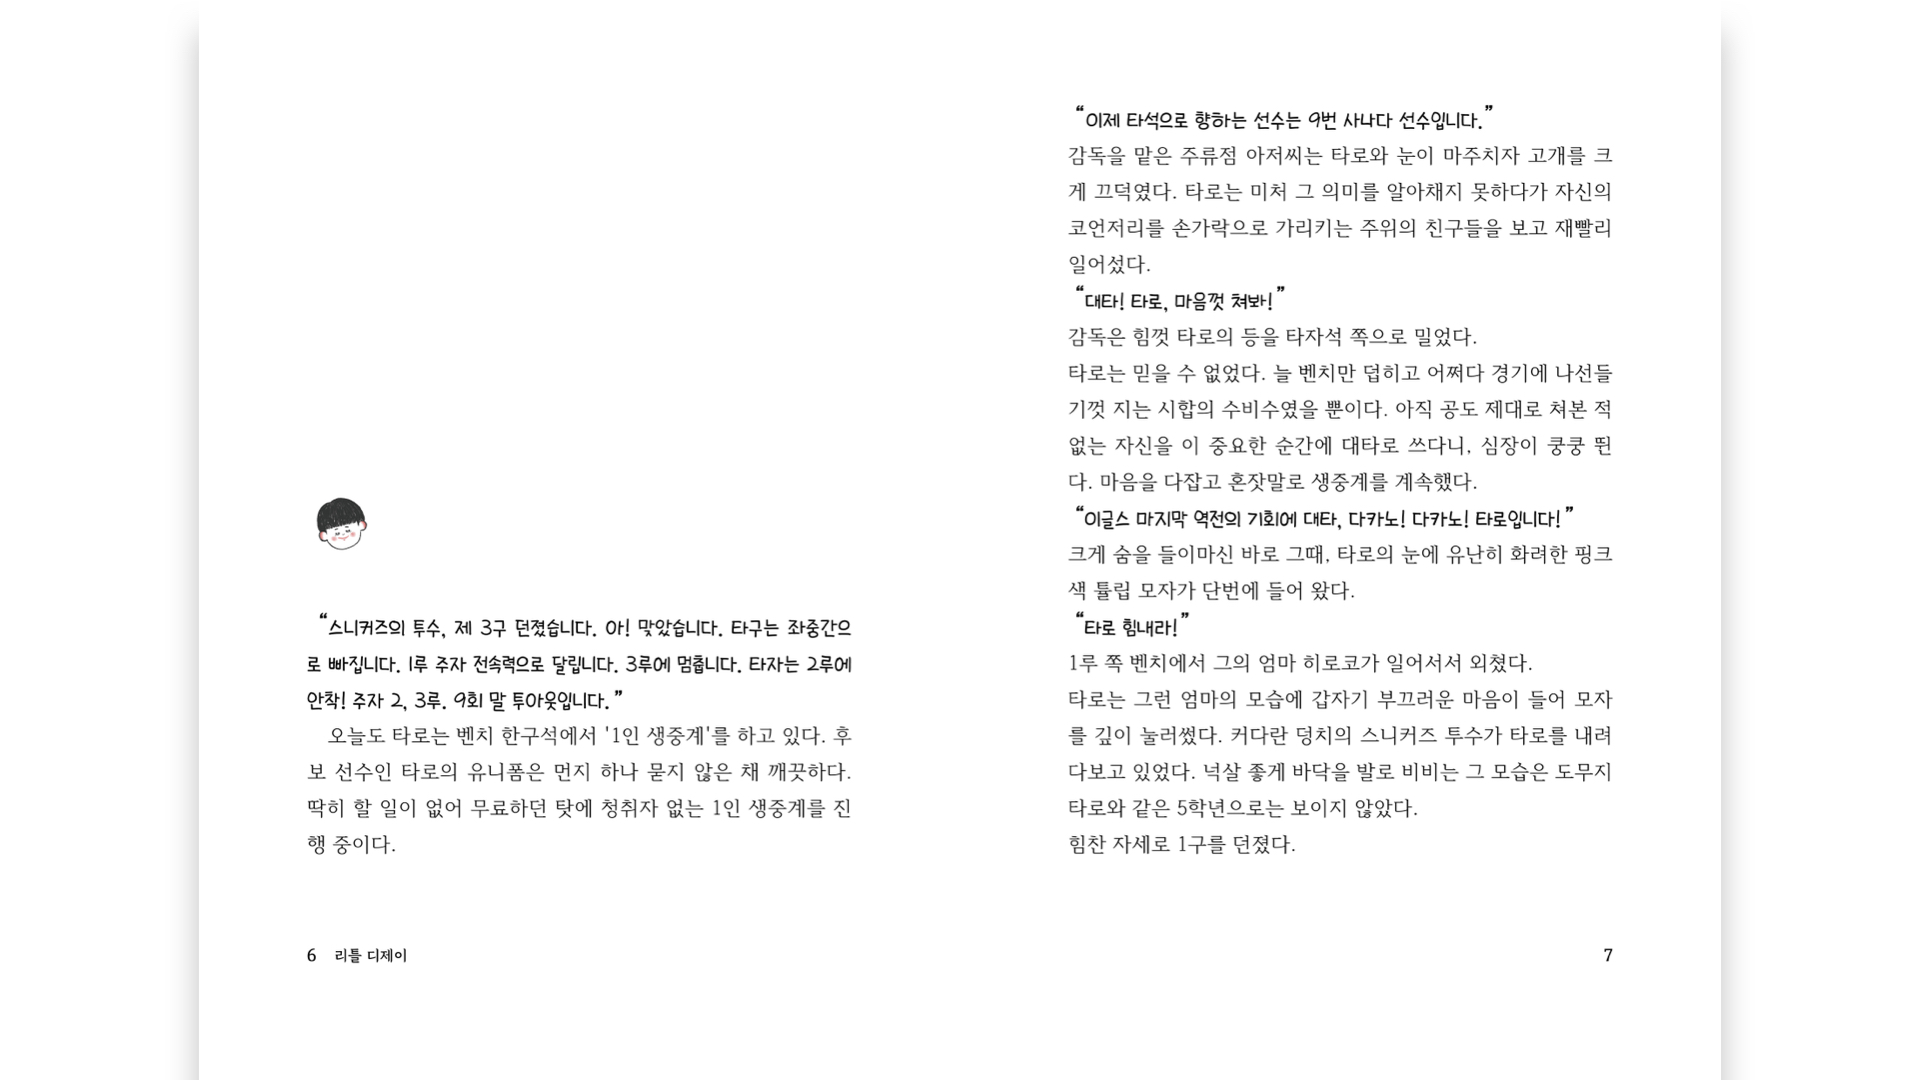 “스니커즈의 투수, 제 3구 던졌습니다. 아! 맞았습니다. 타구는 좌중간으
로 빠집니다. 1루 주자 전속력으로 달립니다. 3루에 멈춥니다. 타자는 2루에
안착! 주자 2, 3루. 9회 말 투아웃입니다.”
오늘도 타로는 벤치 한구석에서 '1인 생중계'를 하고 있다. 후
보 선수인 타로의 유니폼은 먼지 하나 묻지 않은 채 깨끗하다.
딱히 할 일이 없어 무료하던 탓에 청취자 없는 1인 생중계를 진
행 중이다.
6 리틀 디제이
“이제 타석으로 향하는 선수는 9번 사나다 선수입니다.”
감독을 맡은 주류점 아저씨는 타로와 눈이 마주치자 고개를 크
게 끄덕였다. 타로는 미처 그 의미를 알아채지 못하다가 자신의
코언저리를 손가락으로 가리키는 주위의 친구들을 보고 재빨리
일어섰다.
“대타! 타로, 마음껏 쳐봐!”
감독은 힘껏 타로의 등을 타자석 쪽으로 밀었다.
타로는 믿을 수 없었다. 늘 벤치만 덥히고 어쩌다 경기에 나선들
기껏 지는 시합의 수비수였을 뿐이다. 아직 공도 제대로 쳐본 적
없는 자신을 이 중요한 순간에 대타로 쓰다니, 심장이 쿵쿵 뛴
다. 마음을 다잡고 혼잣말로 생중계를 계속했다.
“이글스 마지막 역전의 기회에 대타, 다카노! 다카노! 타로입니다!”
크게 숨을 들이마신 바로 그때, 타로의 눈에 유난히 화려한 핑크
색 튤립 모자가 단번에 들어 왔다.
“타로 힘내라!”
1루 쪽 벤치에서 그의 엄마 히로코가 일어서서 외쳤다.
타로는 그런 엄마의 모습에 갑자기 부끄러운 마음이 들어 모자
를 깊이 눌러썼다. 커다란 덩치의 스니커즈 투수가 타로를 내려
다보고 있었다. 넉살 좋게 바닥을 발로 비비는 그 모습은 도무지
타로와 같은 5학년으로는 보이지 않았다.
힘찬 자세로 1구를 던졌다.
7